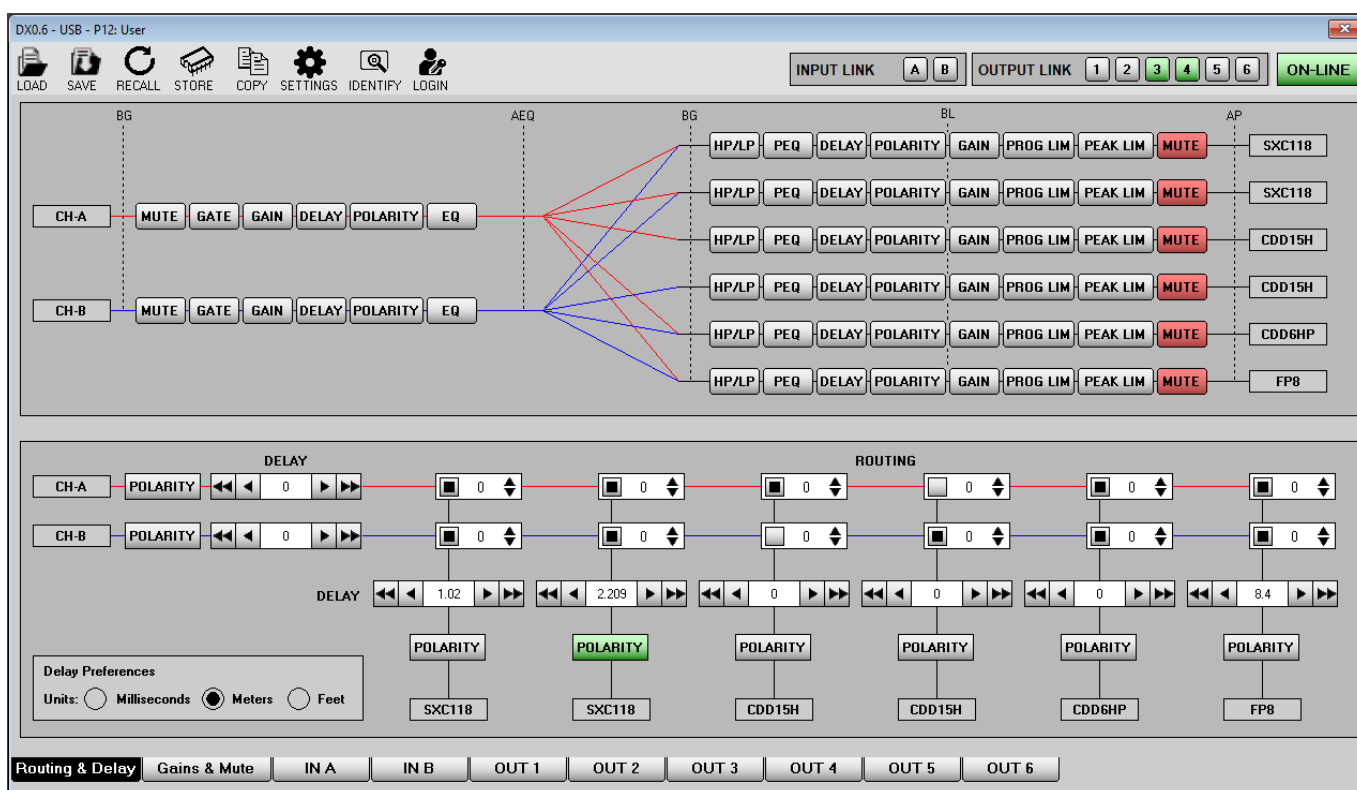 DX0.6 - USB - P12: User
LOAD SAVE RECALL STORE COPY SETTINGS IDENTIFY LOGIN
INPUT LINK A B OUTPUT LINK 1 2 3 4 5 6 ON-LINE
BG AEQ BG BL AP
HP/LP PEQ DELAY POLARITY GAIN PROG LIM PEAK LIM MUTE SXC118
HP/LP PEQ DELAY POLARITY GAIN PROG LIM PEAK LIM MUTE SXC118
CH-A MUTE GATE GAIN DELAY POLARITY EQ
HP/LP PEQ DELAY POLARITY GAIN PROG LIM PEAK LIM MUTE CDD15H
HP/LP PEQ DELAY POLARITY GAIN PROG LIM PEAK LIM MUTE CDD15H
CH-B MUTE GATE GAIN DELAY POLARITY EQ
HP/LP PEQ DELAY POLARITY GAIN PROG LIM PEAK LIM MUTE CDD6HP
HP/LP PEQ DELAY POLARITY GAIN PROG LIM PEAK LIM MUTE FP8
DELAY ROUTING
CH-A POLARITY 0 0 0 0 0 0 0
CH-B POLARITY 0 0 0 0 0 0 0
DELAY 1.02 2.209 0 0 0 8.4
POLARITY POLARITY POLARITY POLARITY POLARITY POLARITY
Delay Preferences
Units: Milliseconds Meters Feet
SXC118 SXC118 CDD15H CDD15H CDD6HP FP8
Routing & Delay Gains & Mute IN A IN B OUT 1 OUT 2 OUT 3 OUT 4 OUT 5 OUT 6